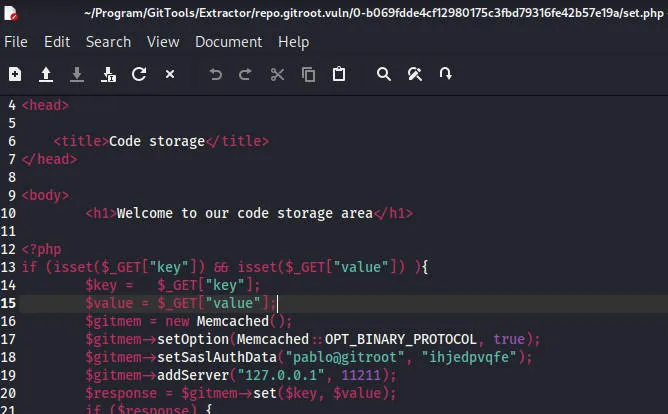 ~/Program/GitTools/Extractor/repo.gitroot.vuln/0-b069fdde4cf12980175c3fbd79316fe42b57e19a/set.php
File Edit Search View Document Help
4 <head>
5
6     <title>Code storage</title>
7 </head>
8
9 <body>
10         <h1>Welcome to our code storage area</h1>
11
12 <?php
13 if (isset($_GET["key"]) && isset($_GET["value"]) ){
14         $key =   $_GET["key"];
15         $value = $_GET["value"];
16         $gitmem = new Memcached();
17         $gitmem->setOption(Memcached::OPT_BINARY_PROTOCOL, true);
18         $gitmem->setSaslAuthData("pablo@gitroot", "ihjedpvqfe");
19         $gitmem->addServer("127.0.0.1", 11211);
20         $response = $gitmem->set($key, $value);
21         if ($response) {